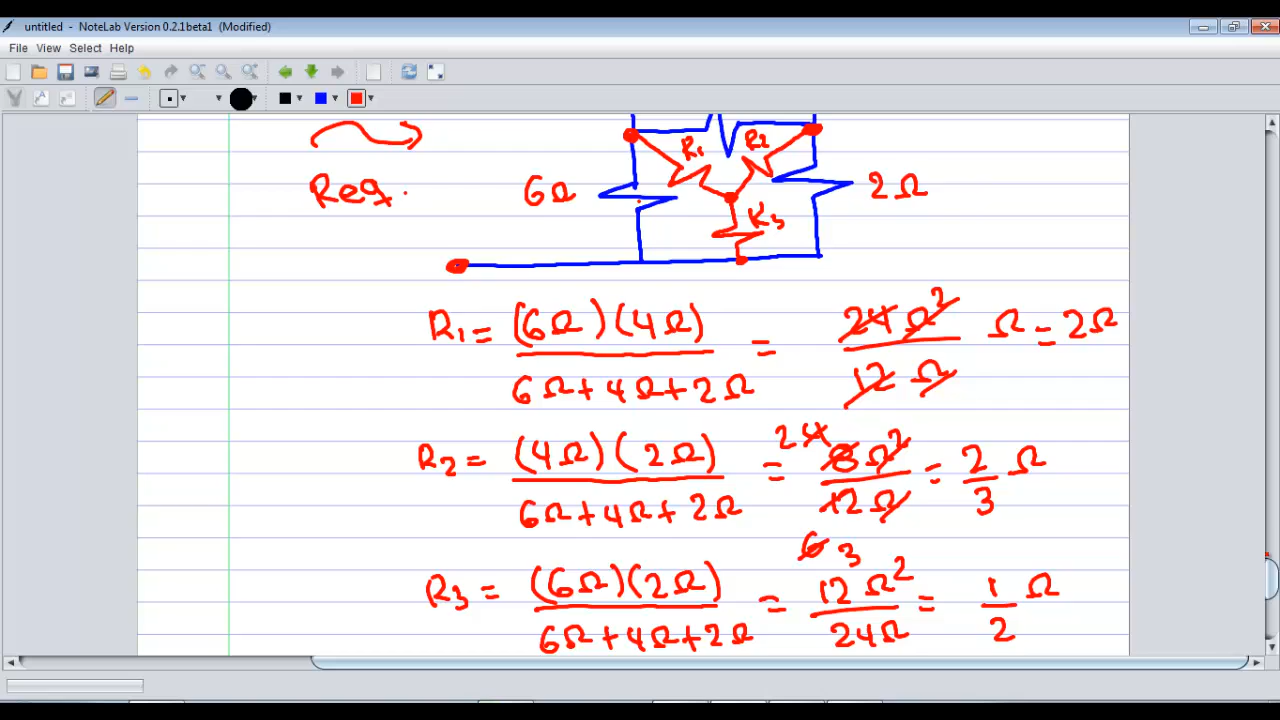 untitled - NoteLab Version 0.2.1beta1 (Modified)
File View Select Help
R1 R2
Req. 6Ω R3 2Ω
R1 = (6Ω)(4Ω) / 6Ω+4Ω+2Ω = 24Ω² / 12Ω Ω = 2Ω
R2 = (4Ω)(2Ω) / 6Ω+4Ω+2Ω = 2 4 8Ω² / 12Ω = 2/3 Ω
6 3
R3 = (6Ω)(2Ω) / 6Ω+4Ω+2Ω = 12Ω² / 24Ω = 1/2 Ω